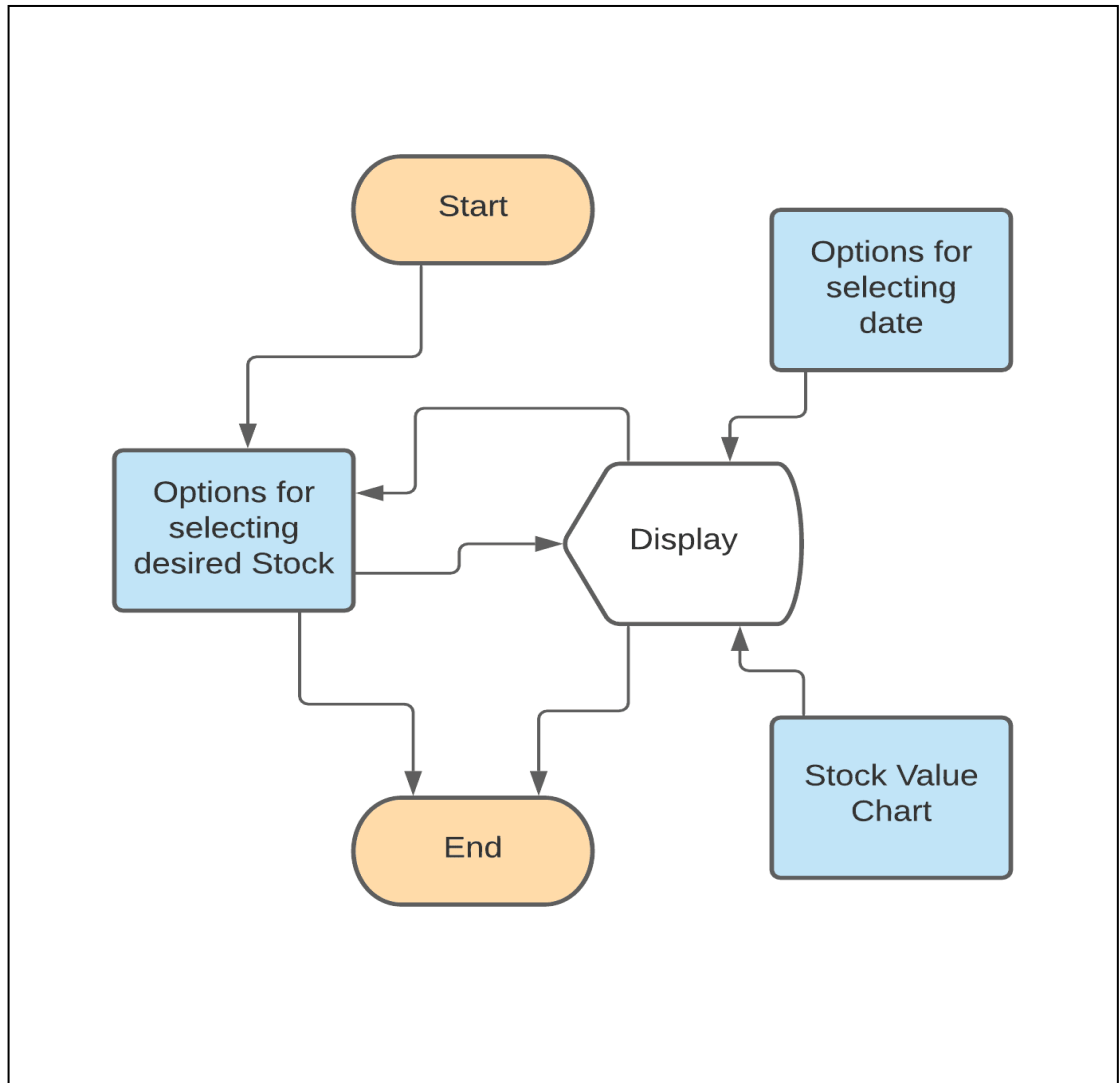 Start
Options for
selecting
date
Options for
selecting
desired Stock
Display
Stock Value
Chart
End